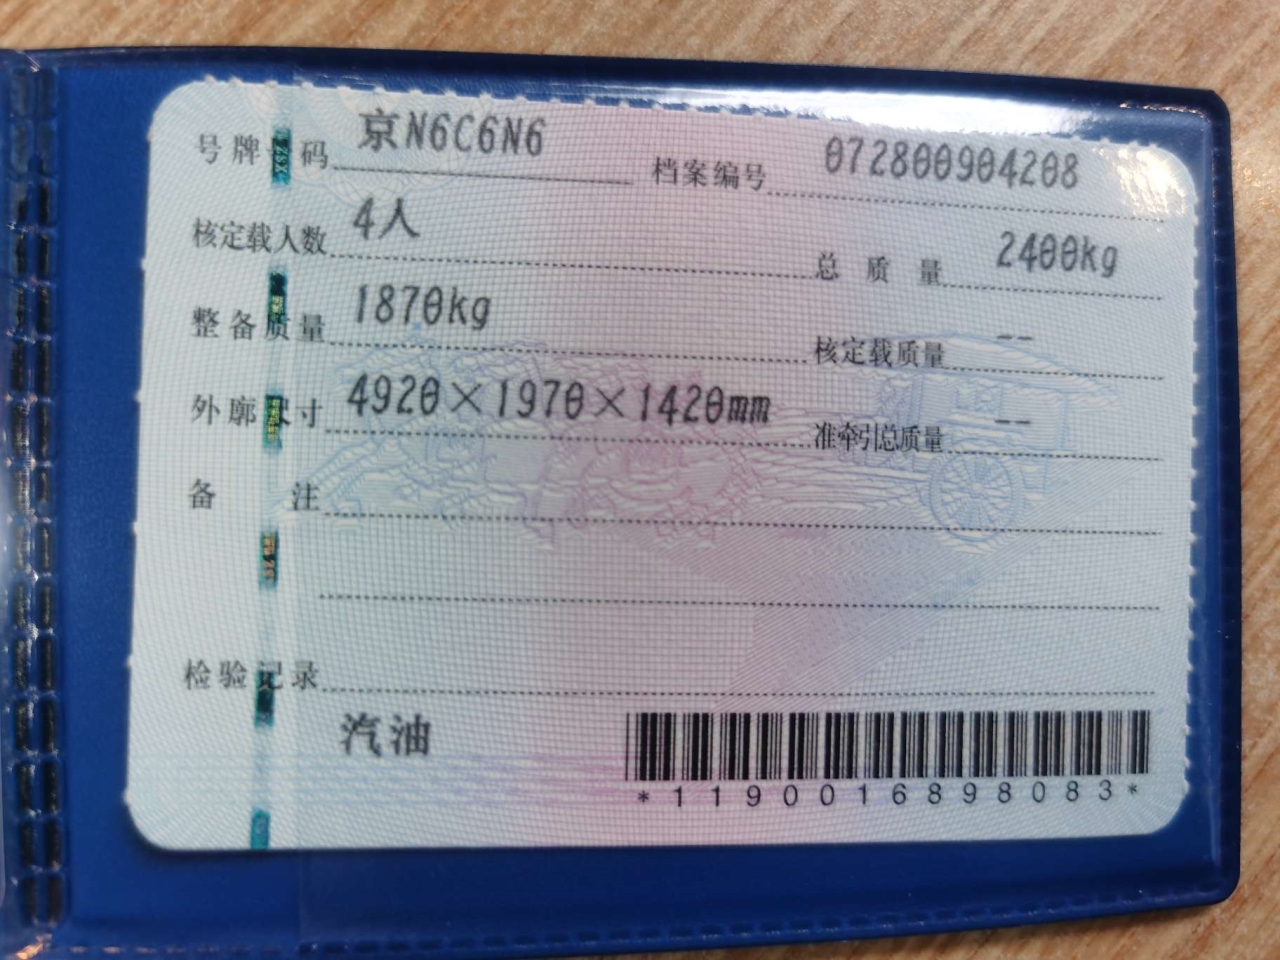 号牌号码 京N6C6N6 档案编号 072800904208
核定载人数 4人 总质量 2400kg
整备质量 1870kg 核定载质量 --
外廓尺寸 4920×1970×1420mm 准牵引总质量 --
备注
检验记录
汽油
*1190016898083*